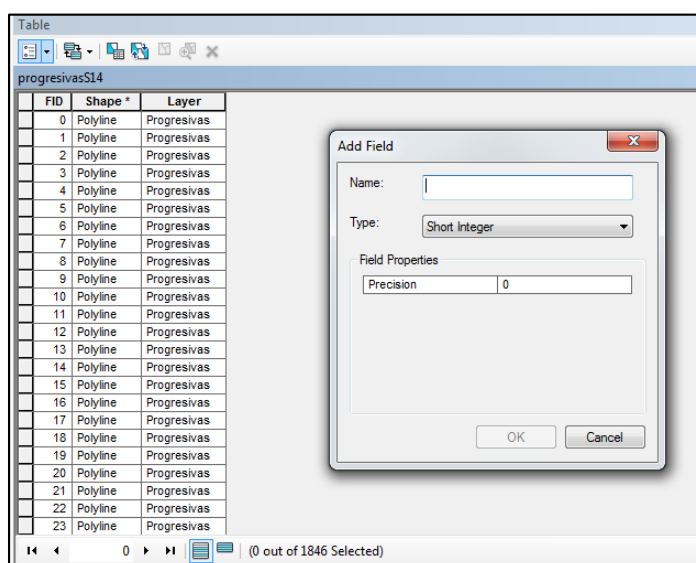 Table
progresivasS14
FID Shape * Layer
0 Polyline Progresivas
1 Polyline Progresivas
2 Polyline Progresivas
3 Polyline Progresivas
4 Polyline Progresivas
5 Polyline Progresivas
6 Polyline Progresivas
7 Polyline Progresivas
8 Polyline Progresivas
9 Polyline Progresivas
10 Polyline Progresivas
11 Polyline Progresivas
12 Polyline Progresivas
13 Polyline Progresivas
14 Polyline Progresivas
15 Polyline Progresivas
16 Polyline Progresivas
17 Polyline Progresivas
18 Polyline Progresivas
19 Polyline Progresivas
20 Polyline Progresivas
21 Polyline Progresivas
22 Polyline Progresivas
23 Polyline Progresivas
0 (0 out of 1846 Selected)
Add Field
Name:
Type: Short Integer
Field Properties
Precision 0
OK Cancel